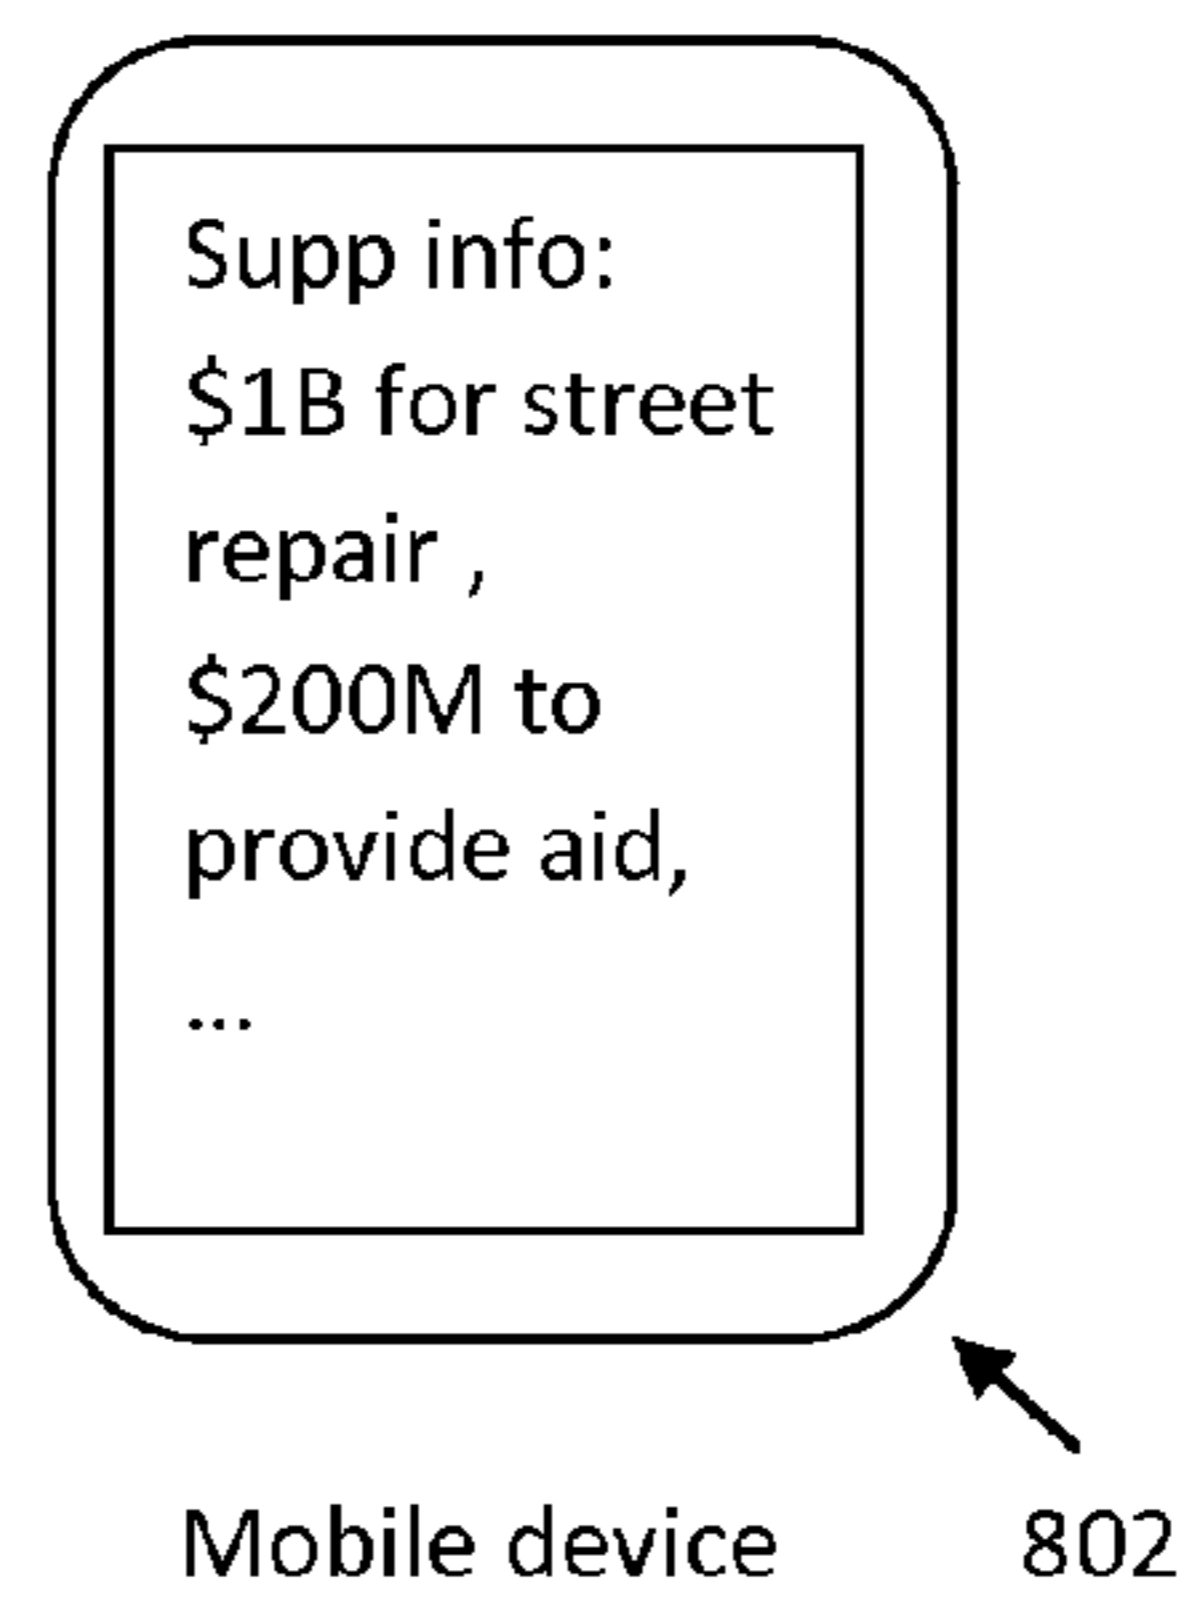 Supp info:
$1B for street
repair ,
$200M to
provide aid,
...
Mobile device
802